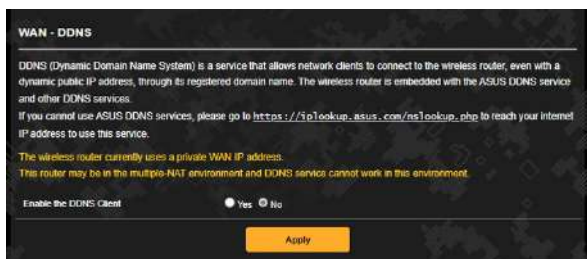 WAN - DDNS
DDNS (Dynamic Domain Name System) is a service that allows network clients to connect to the wireless router, even with a
dynamic public IP address, through its registered domain name. The wireless router is embedded with the ASUS DDNS service
and other DDNS services.
If you cannot use ASUS DDNS services, please go to https://iplookup.asus.com/nslookup.php to reach your internet
IP address to use this service.
The wireless router currently uses a private WAN IP address.
This router may be in the multiple-NAT environment and DDNS service cannot work in this environment.
Enable the DDNS Client Yes No
Apply